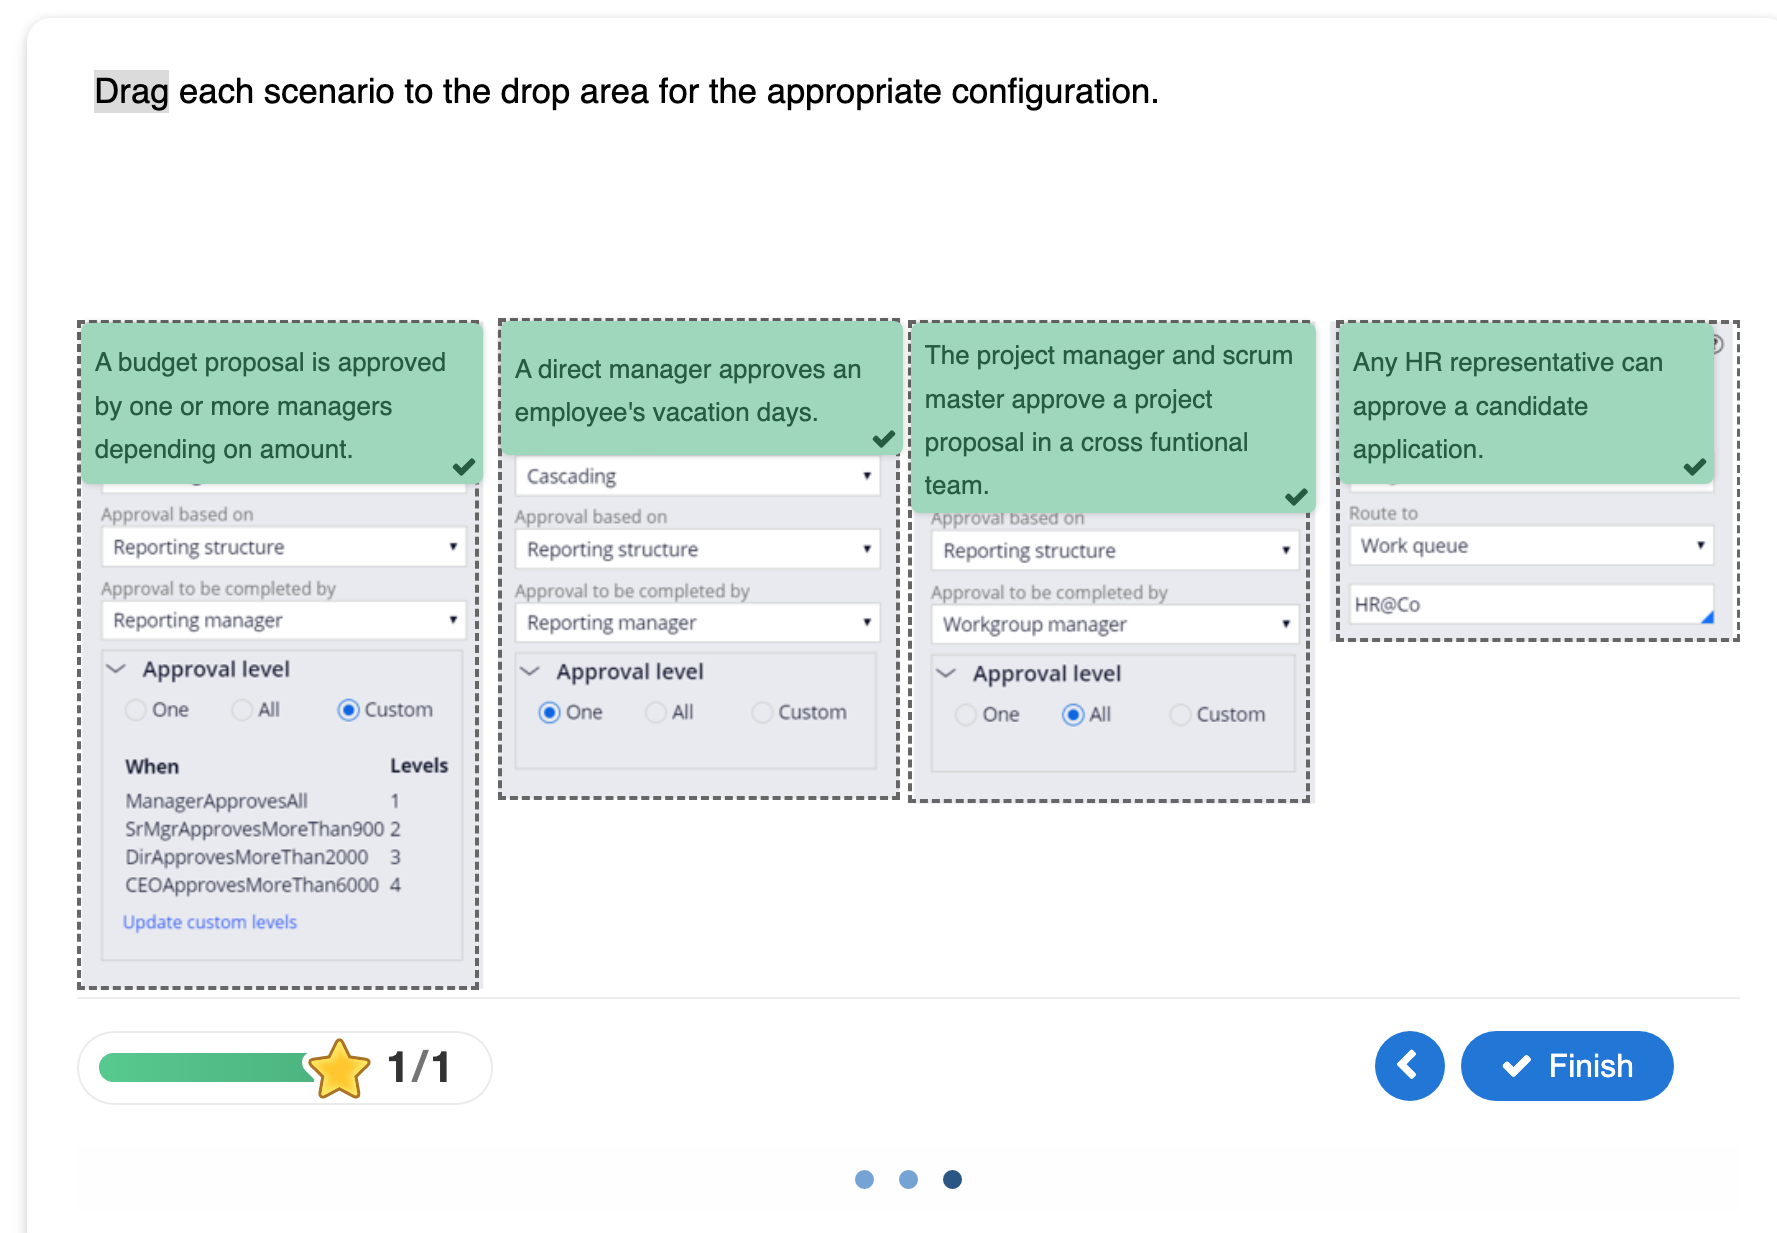 Drag each scenario to the drop area for the appropriate configuration.
A budget proposal is approved
by one or more managers
depending on amount.
Approval based on
Reporting structure
Approval to be completed by
Reporting manager
Approval level
One All Custom
When Levels
ManagerApprovesAll 1
SrMgrApprovesMoreThan900 2
DirApprovesMoreThan2000 3
CEOApprovesMoreThan6000 4
Update custom levels
A direct manager approves an
employee's vacation days.
Cascading
Approval based on
Reporting structure
Approval to be completed by
Reporting manager
Approval level
One All Custom
The project manager and scrum
master approve a project
proposal in a cross funtional
team.
Approval based on
Reporting structure
Approval to be completed by
Workgroup manager
Approval level
One All Custom
Any HR representative can
approve a candidate
application.
Route to
Work queue
HR@Co
1/1
Finish